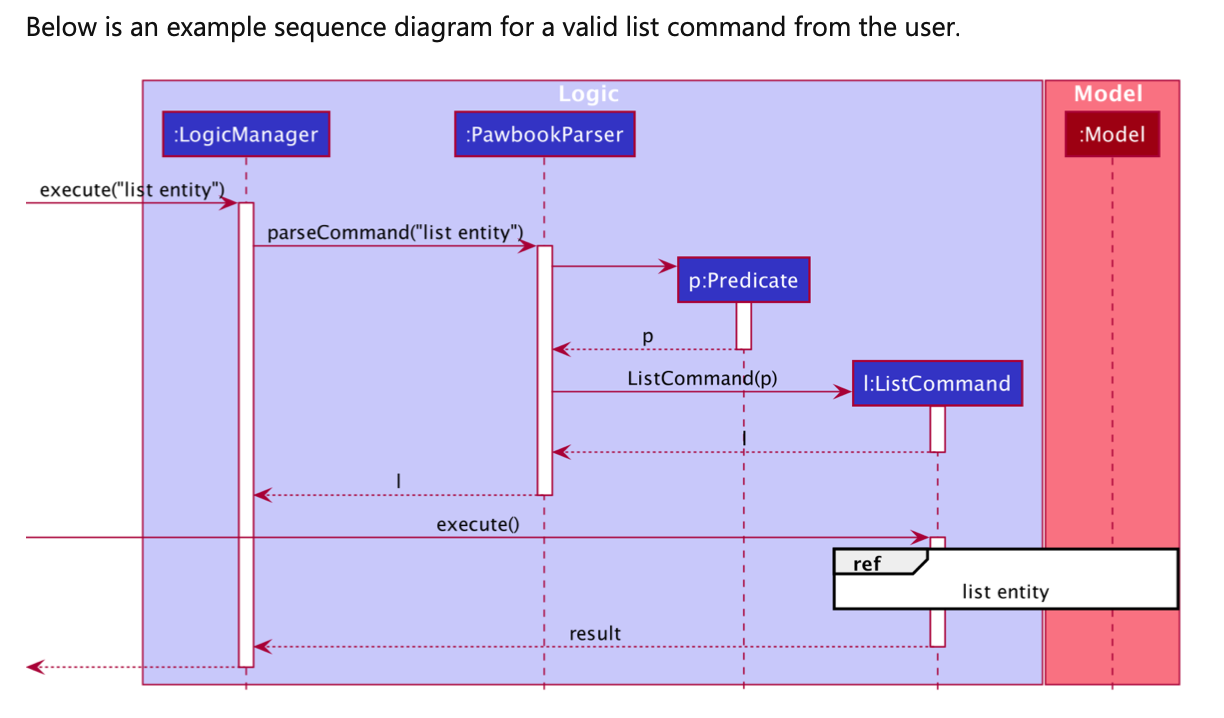 Below is an example sequence diagram for a valid list command from the user.
Logic
Model
:LogicManager
:PawbookParser
:Model
execute("list entity")
parseCommand("list entity")
p:Predicate
p
ListCommand(p)
l:ListCommand
l
l
execute()
ref
list entity
result